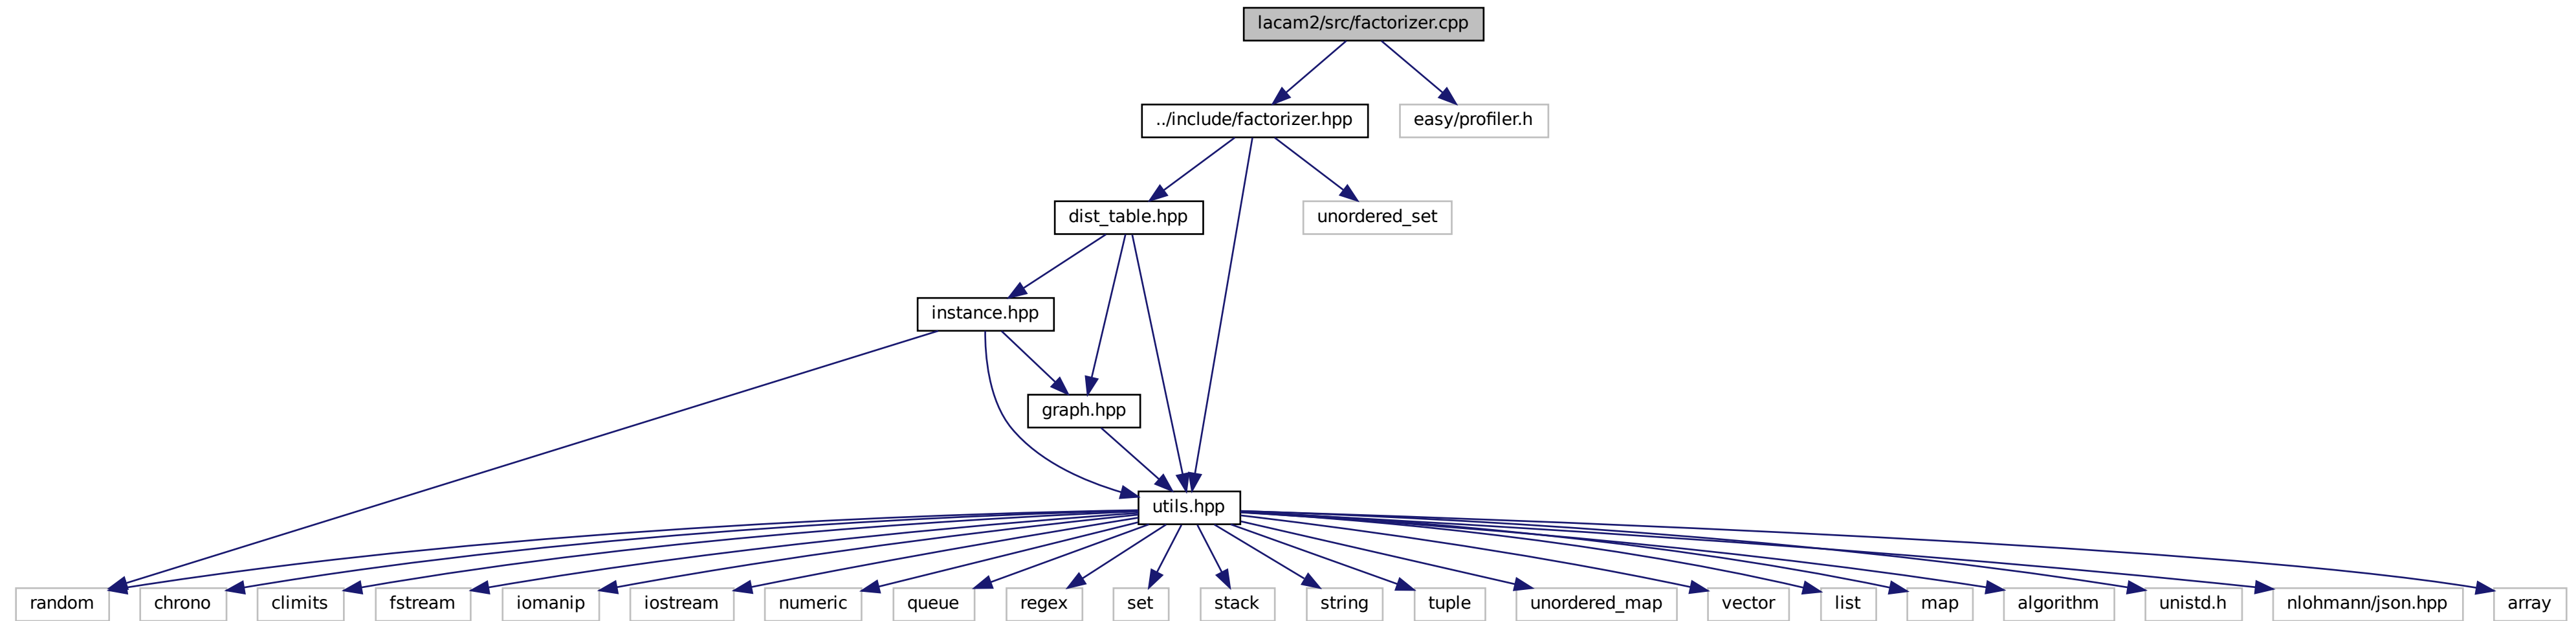 lacam2/src/factorizer.cpp
../include/factorizer.hpp
easy/profiler.h
dist_table.hpp
unordered_set
instance.hpp
graph.hpp
utils.hpp
random
chrono
climits
fstream
iomanip
iostream
numeric
queue
regex
set
stack
string
tuple
unordered_map
vector
list
map
algorithm
unistd.h
nlohmann/json.hpp
array